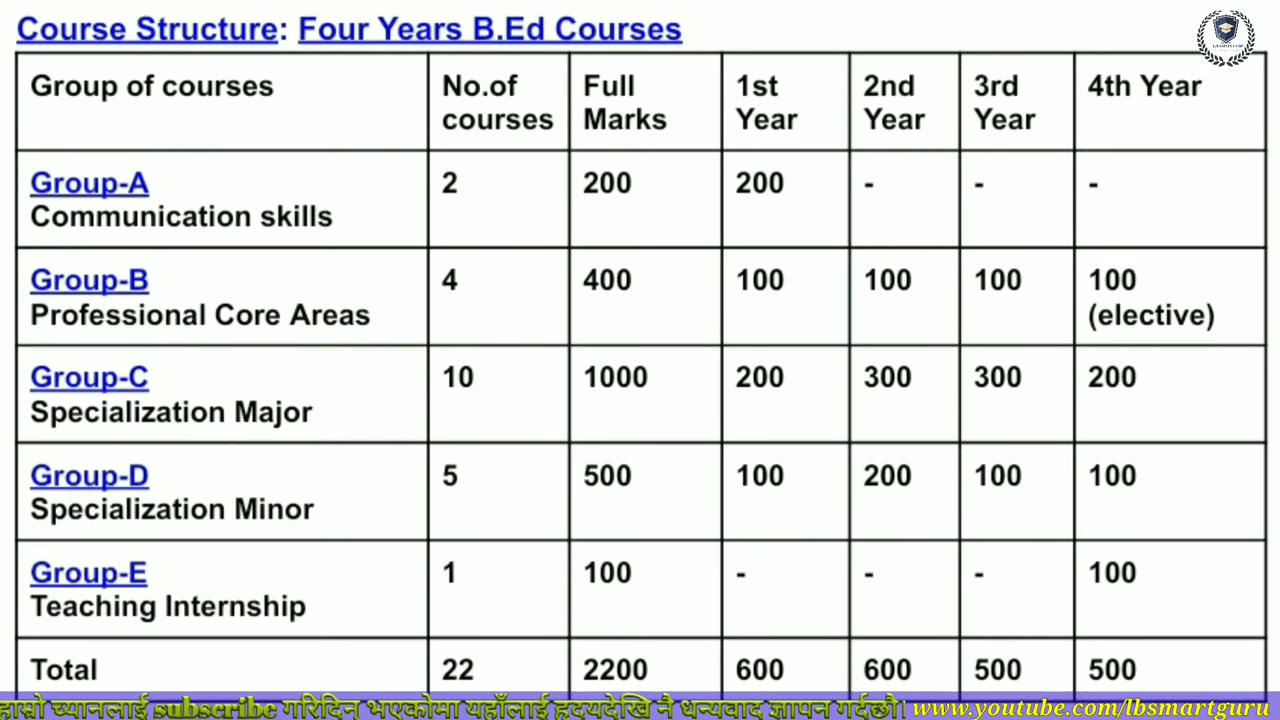 Course Structure: Four Years B.Ed Courses
Group of courses No.of courses Full Marks 1st Year 2nd Year 3rd Year 4th Year
Group-A 2 200 200 - - -
Communication skills
Group-B 4 400 100 100 100 100
Professional Core Areas (elective)
Group-C 10 1000 200 300 300 200
Specialization Major
Group-D 5 500 100 200 100 100
Specialization Minor
Group-E 1 100 - - - 100
Teaching Internship
Total 22 2200 600 600 500 500
हाम्रो च्यानलाई subscribe गरिदिनु भएकोमा यहाँलाई हृदयदेखि नै धन्यवाद ज्ञापन गर्दछौ। www.youtube.com/lbsmartguru